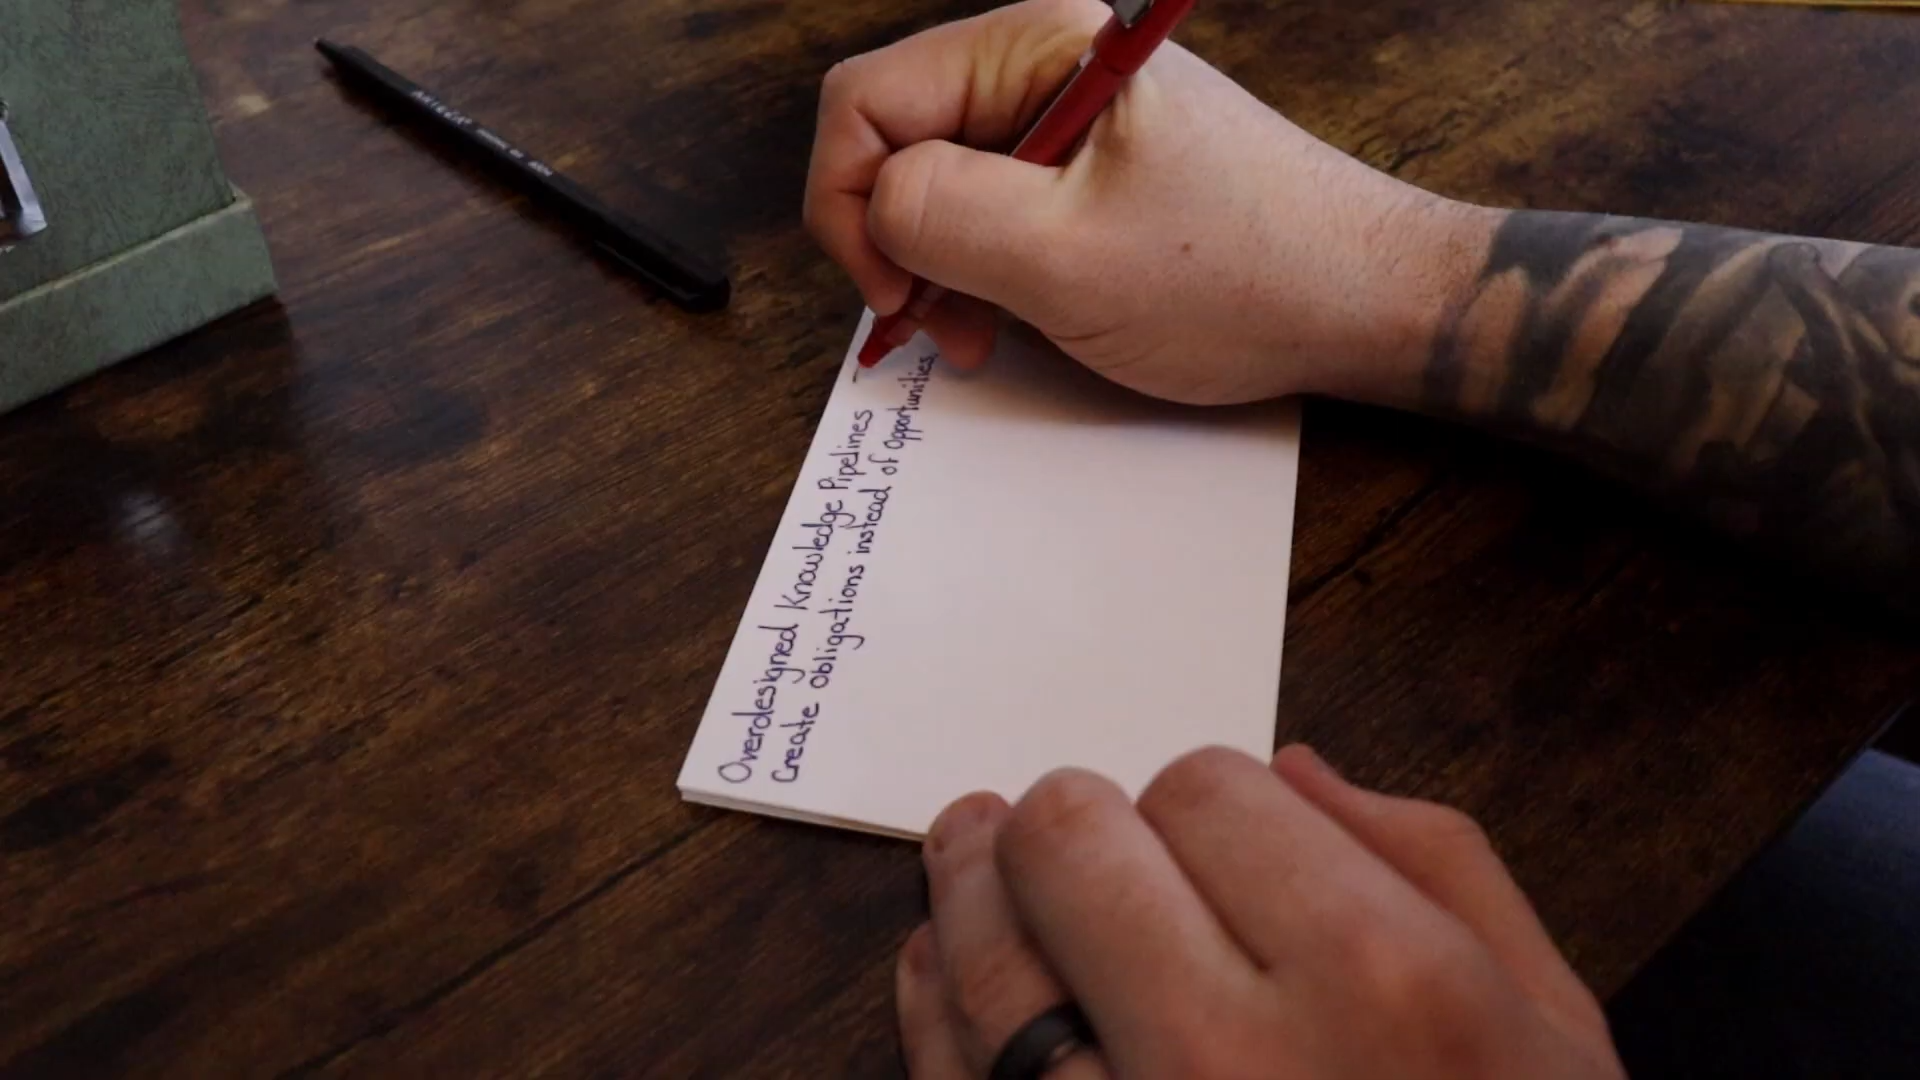 Overdesigned Knowledge Pipelines
Create Obligations instead of Opportunities.